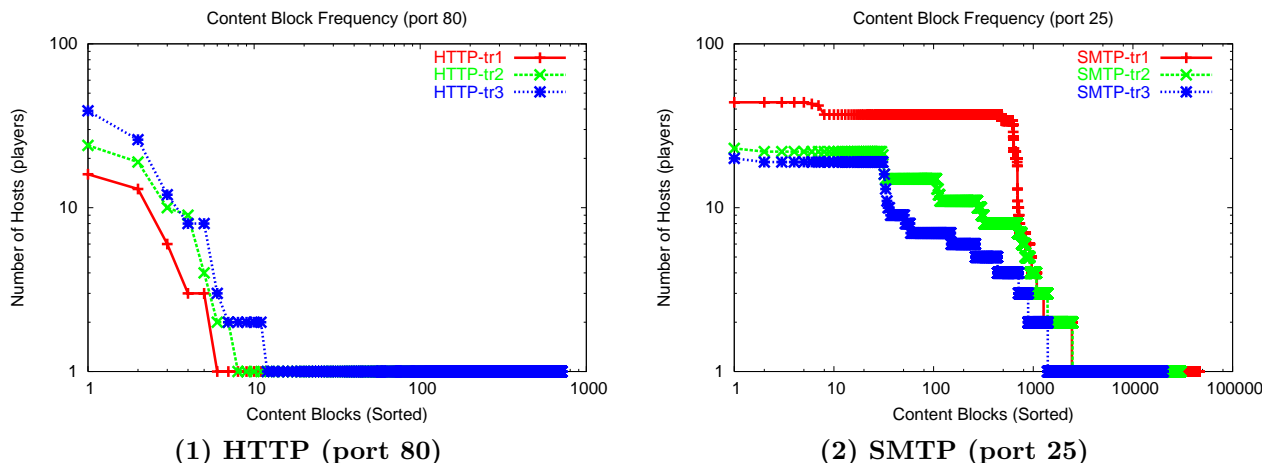 Content Block Frequency (port 80)
100
10
1
Number of Hosts (players)
HTTP-tr1
HTTP-tr2
HTTP-tr3
1 10 100 1000
Content Blocks (Sorted)
(1) HTTP (port 80)
Content Block Frequency (port 25)
100
10
1
Number of Hosts (players)
SMTP-tr1
SMTP-tr2
SMTP-tr3
1 10 100 1000 10000 100000
Content Blocks (Sorted)
(2) SMTP (port 25)